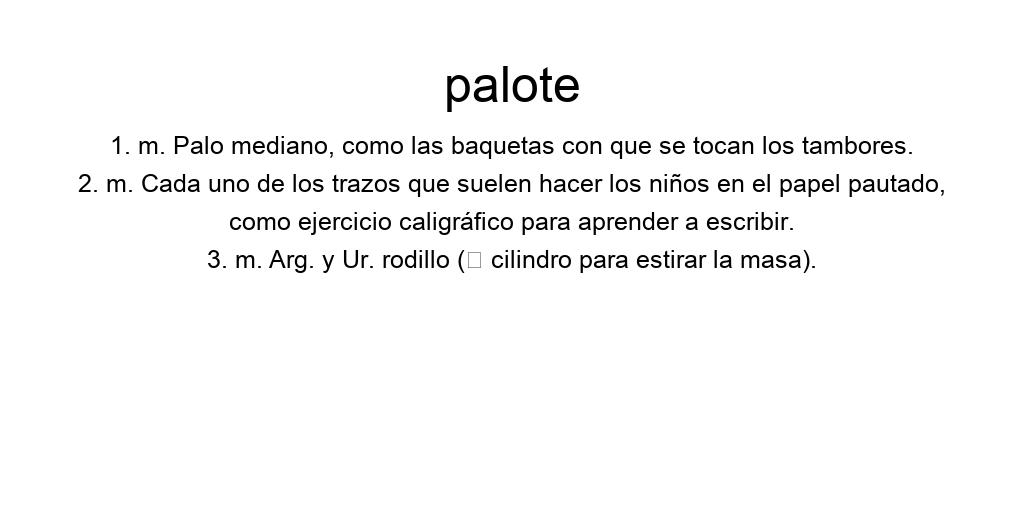 palote
1. m. Palo mediano, como las baquetas con que se tocan los tambores.
2. m. Cada uno de los trazos que suelen hacer los niños en el papel pautado,
como ejercicio caligráfico para aprender a escribir.
3. m. Arg. y Ur. rodillo (▯ cilindro para estirar la masa).